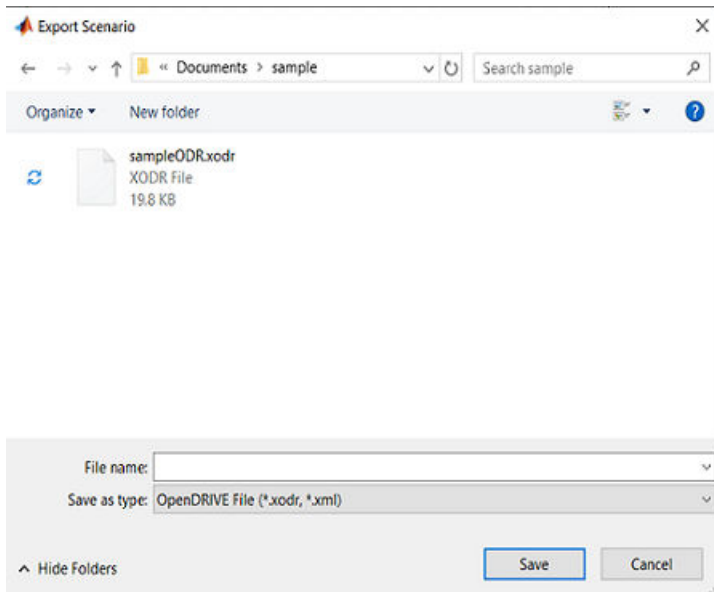 Export Scenario
« Documents > sample
Search sample
Organize
New folder
sampleODR.xodr
XODR File
19.8 KB
File name:
Save as type: OpenDRIVE File (*.xodr, *.xml)
Hide Folders
Save
Cancel